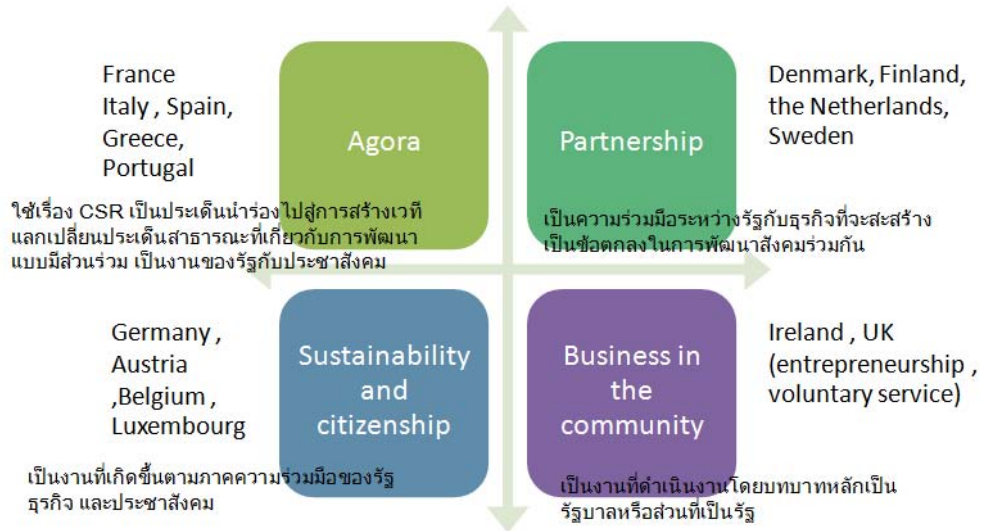 France
Italy , Spain,
Greece,
Portugal
Agora
ใช้เรื่อง CSR เป็นประเด็นนำร่องไปสู่การสร้างเวที
แลกเปลี่ยนประเด็นสาธารณะที่เกี่ยวกับการพัฒนา
แบบมีส่วนร่วม เป็นงานของรัฐกับประชาสังคม
Partnership
Denmark, Finland,
the Netherlands,
Sweden
เป็นความร่วมมือระหว่างรัฐกับธุรกิจที่จะสะสร้าง
เป็นข้อตกลงในการพัฒนาสังคมร่วมกัน
Germany ,
Austria
,Belgium ,
Luxembourg
Sustainability
and
citizenship
เป็นงานที่เกิดขึ้นตามภาคความร่วมมือของรัฐ
ธุรกิจ และประชาสังคม
Business in
the
community
Ireland , UK
(entrepreneurship ,
voluntary service)
เป็นงานที่ดำเนินงานโดยบทบาทหลักเป็น
รัฐบาลหรือส่วนที่เป็นรัฐ